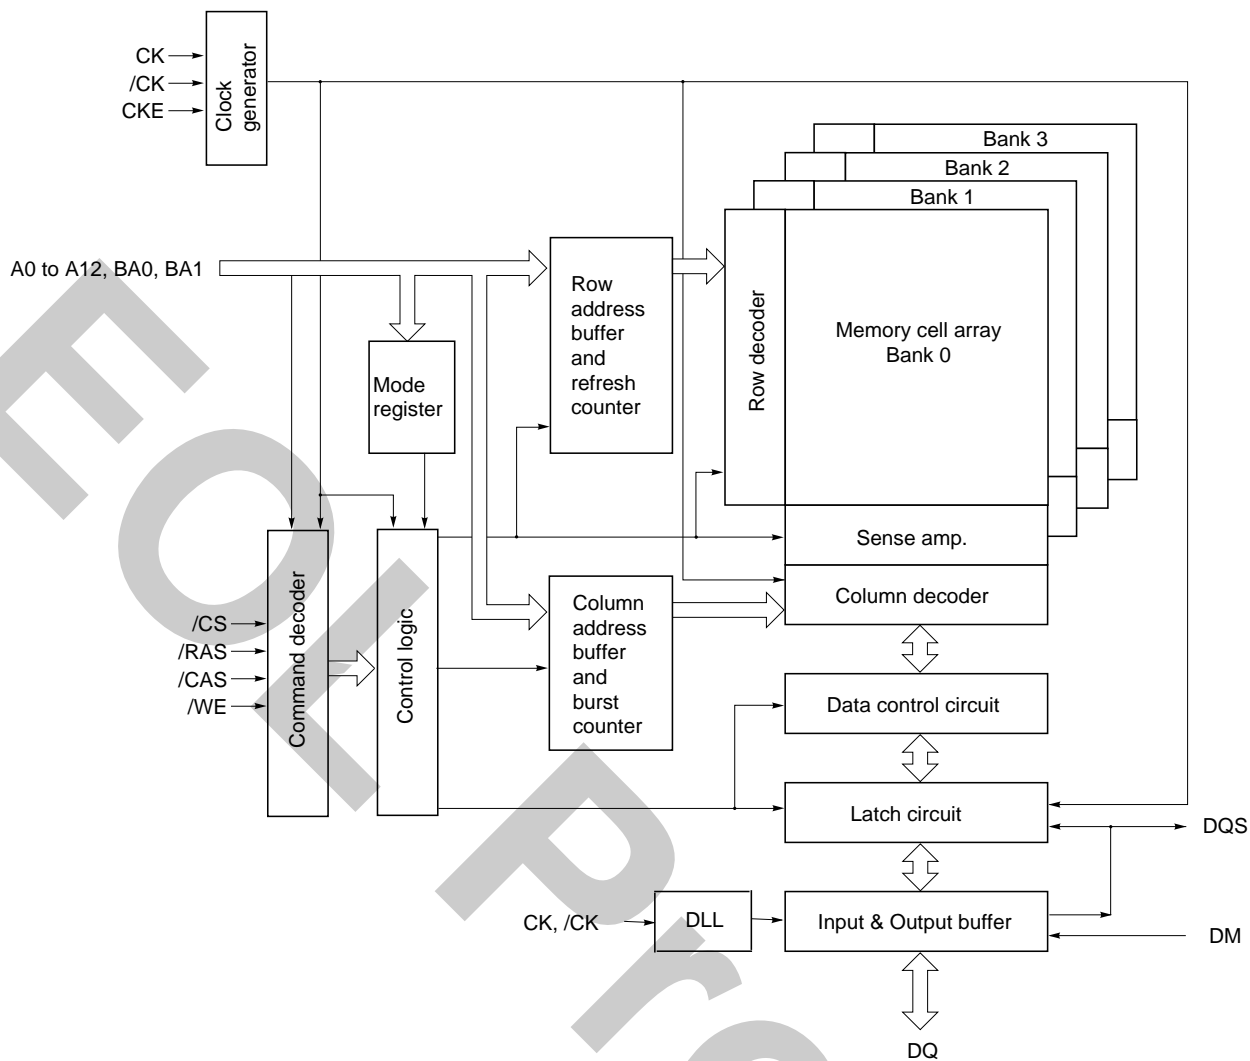 CK
/CK
CKE
Clock
generator
Bank 3
Bank 2
Bank 1
A0 to A12, BA0, BA1
Row
address
buffer
and
refresh
counter
Row decoder
Memory cell array
Bank 0
Mode
register
Sense amp.
Column decoder
Command decoder
Control logic
Column
address
buffer
and
burst
counter
/CS
/RAS
/CAS
/WE
Data control circuit
Latch circuit
DQS
CK, /CK
DLL
Input & Output buffer
DM
DQ
EOL Pro